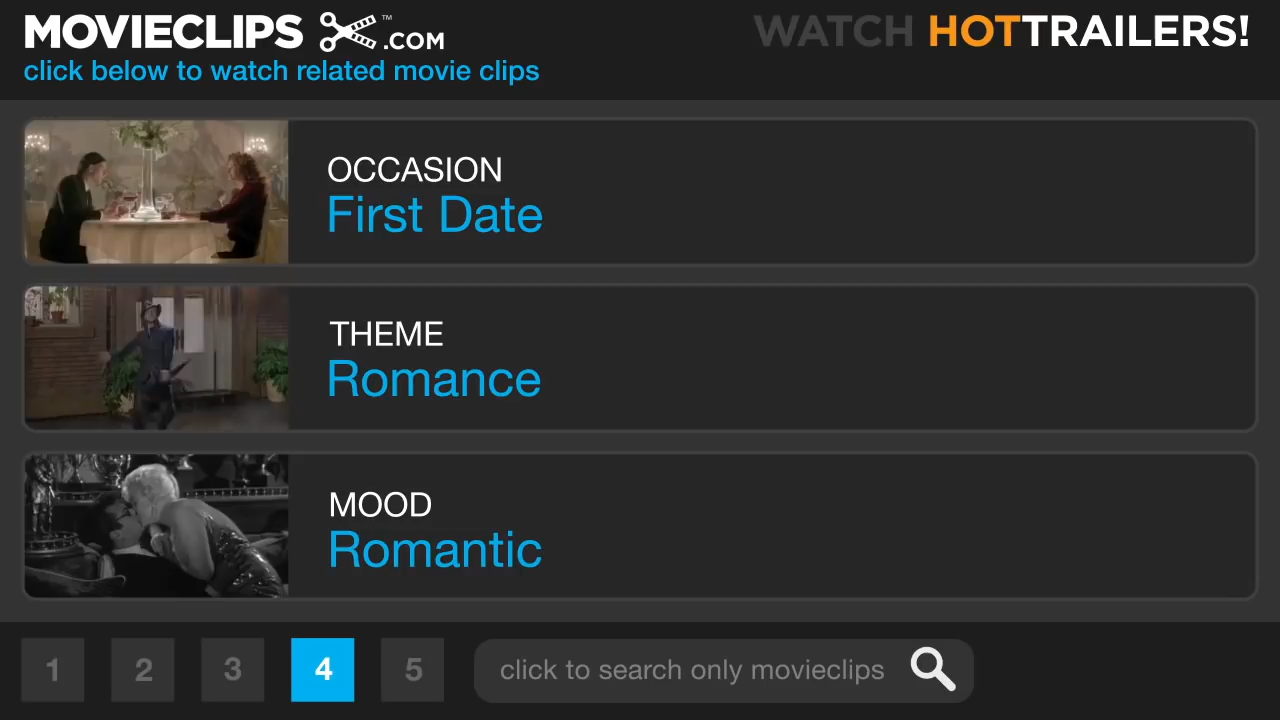 MOVIECLIPS ™ .COM
WATCH HOTTRAILERS!
click below to watch related movie clips
OCCASION
First Date
THEME
Romance
MOOD
Romantic
1 2 3 4 5
click to search only movieclips